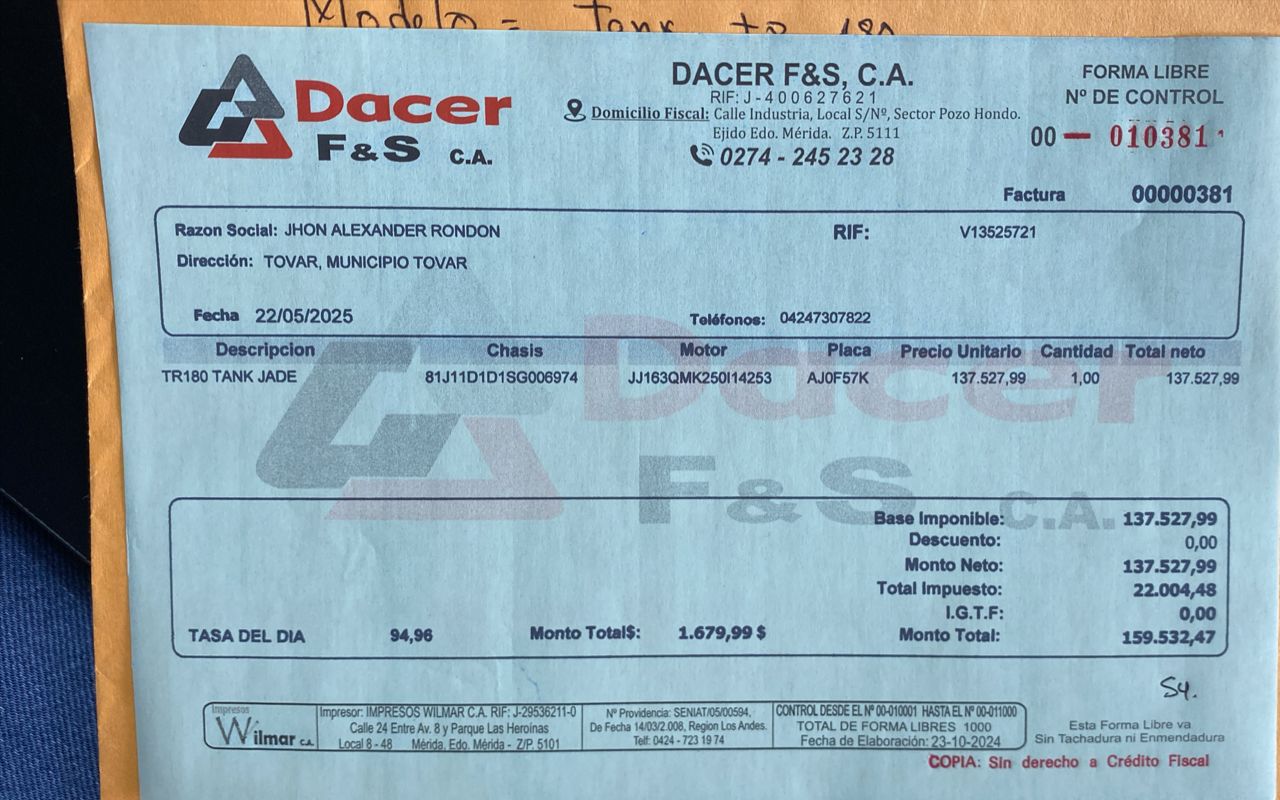 Modelo = Tank
Dacer
F&S C.A.
DACER F&S, C.A.
RIF: J-400627621
Domicilio Fiscal: Calle Industria, Local S/Nº, Sector Pozo Hondo.
Ejido Edo. Mérida. Z.P. 5111
0274 - 245 23 28
FORMA LIBRE
Nº DE CONTROL
00 — 010381
Factura 00000381
Razon Social: JHON ALEXANDER RONDON RIF: V13525721
Dirección: TOVAR, MUNICIPIO TOVAR
Fecha 22/05/2025 Teléfonos: 04247307822
Descripcion Chasis Motor Placa Precio Unitario Cantidad Total neto
TR180 TANK JADE 81J11D1D1SG006974 JJ163QMK250I14253 AJ0F57K 137.527,99 1,00 137.527,99
Dacer
F&S C.A.
Base Imponible: 137.527,99
Descuento: 0,00
Monto Neto: 137.527,99
Total Impuesto: 22.004,48
I.G.T.F: 0,00
TASA DEL DIA 94,96 Monto Total$: 1.679,99 $ Monto Total: 159.532,47
Impresos
Wilmar C.A.
Impresor: IMPRESOS WILMAR C.A. RIF: J-29536211-0
Calle 24 Entre Av. 8 y Parque Las Heroinas
Local 8 - 48 Mérida. Edo. Mérida - Z/P. 5101
Nº Providencia: SENIAT/05/00594,
De Fecha 14/03/2.008, Region Los Andes.
Telf: 0424 - 723 19 74
CONTROL DESDE EL Nº 00-010001 HASTA EL Nº 00-011000
TOTAL DE FORMA LIBRES 1000
Fecha de Elaboración: 23-10-2024
Esta Forma Libre va
Sin Tachadura ni Enmendadura
COPIA: Sin derecho a Crédito Fiscal